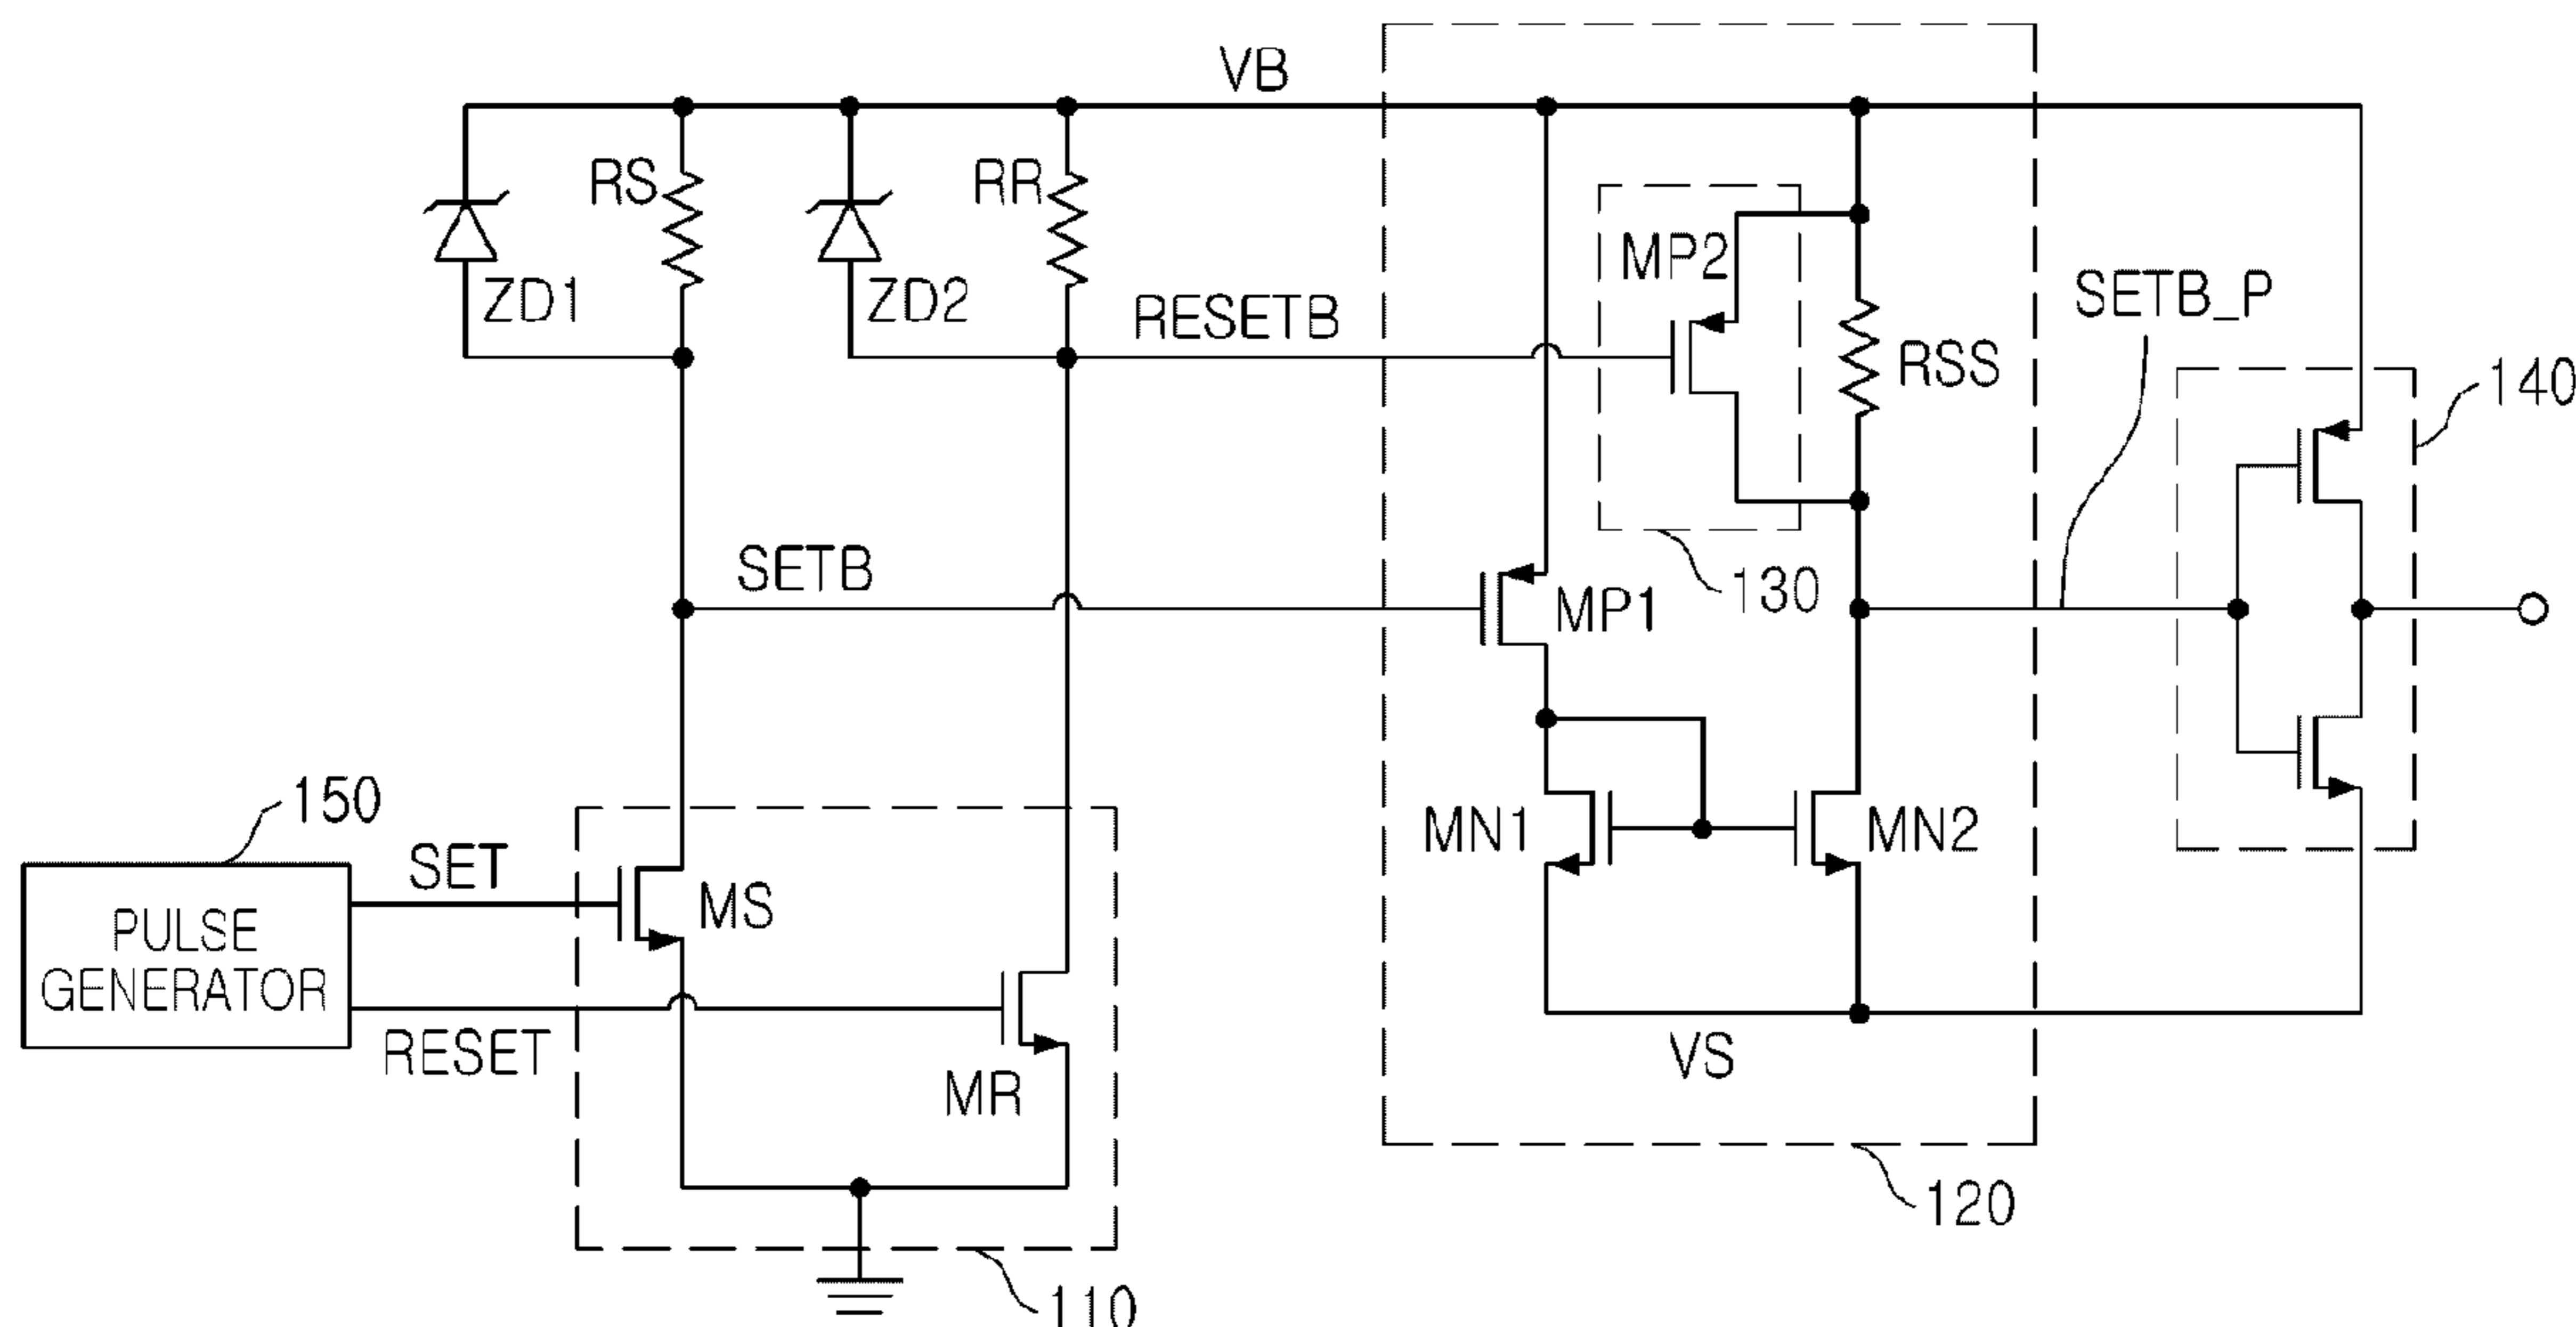 VB
RS
RR
MP2
ZD1
ZD2
RESETB
SETB_P
RSS
140
SETB
130
MP1
150
SET
MS
MN1
MN2
PULSE
GENERATOR
RESET
MR
VS
120
110